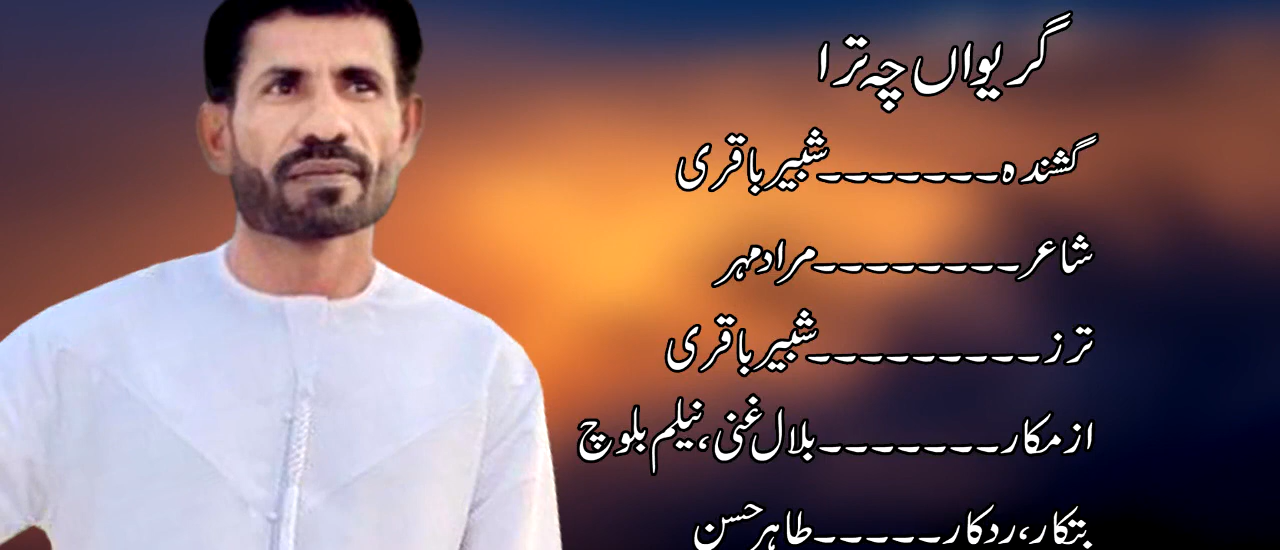 گریواں چہ ترا
گشندہ-------شبیر باقری
شاعر--------مراد مہر
ترز---------شبیر باقری
ازمکار-------بلال غنی، نیلم بلوچ
بتکار، ردکار-----طاہر حسن